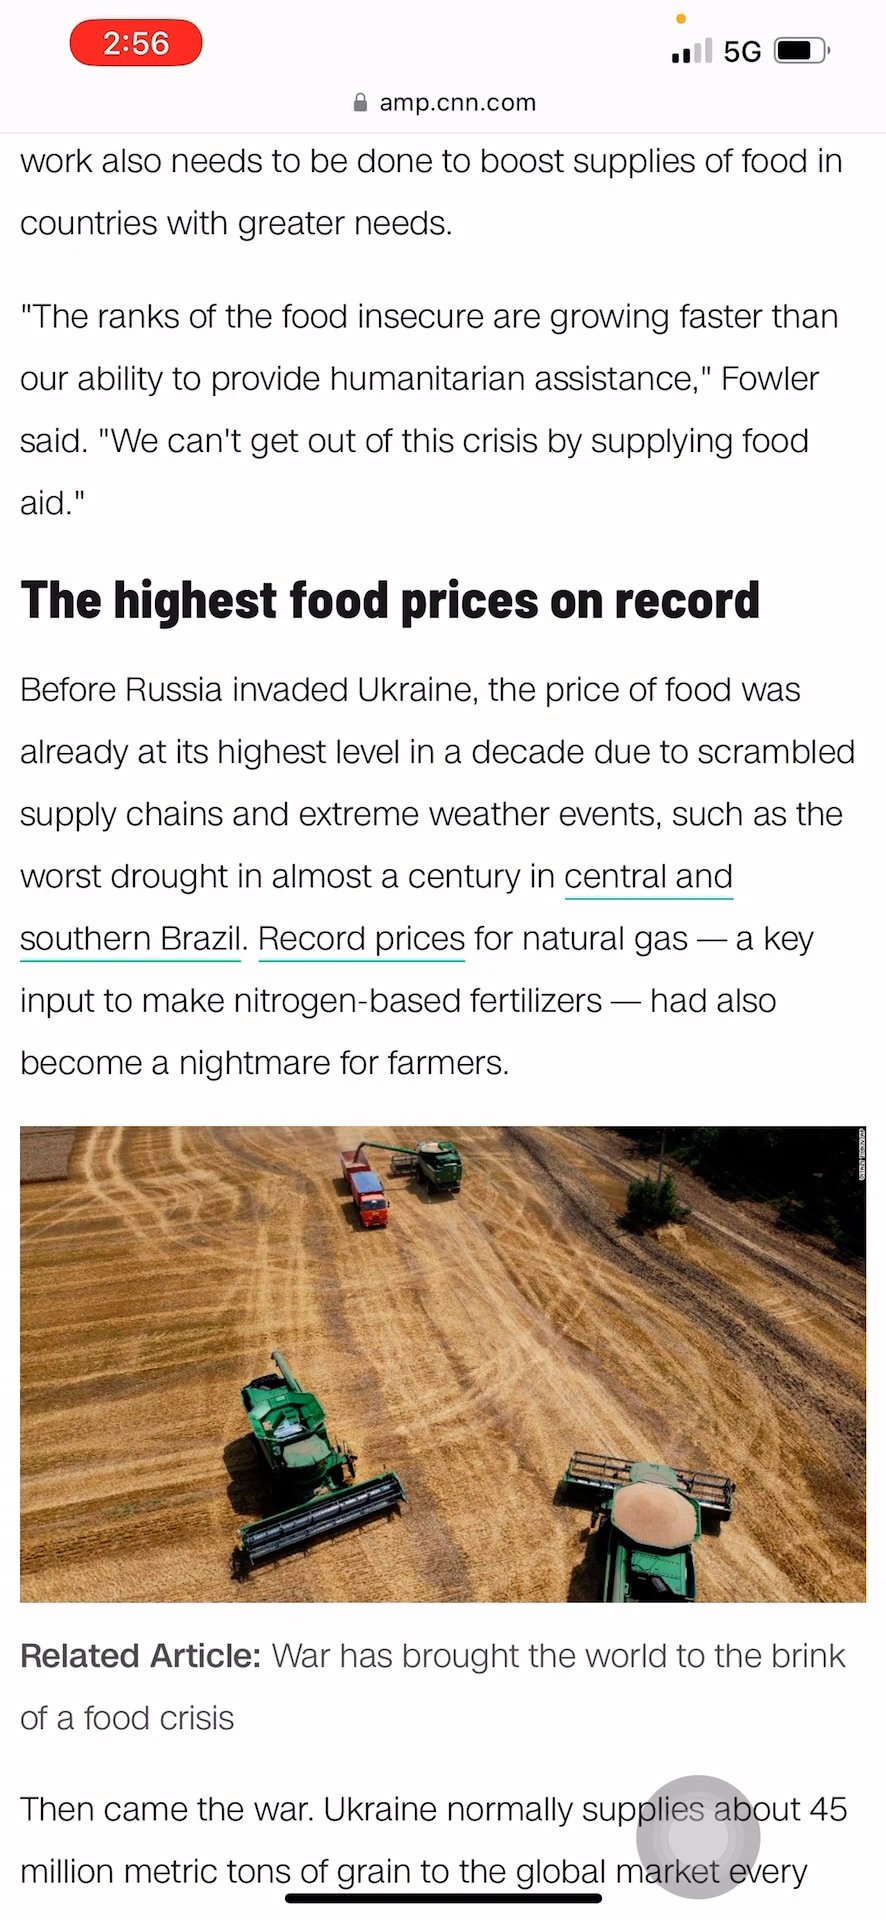 2:56
5G
amp.cnn.com
work also needs to be done to boost supplies of food in
countries with greater needs.
"The ranks of the food insecure are growing faster than
our ability to provide humanitarian assistance," Fowler
said. "We can't get out of this crisis by supplying food
aid."
The highest food prices on record
Before Russia invaded Ukraine, the price of food was
already at its highest level in a decade due to scrambled
supply chains and extreme weather events, such as the
worst drought in almost a century in central and
southern Brazil. Record prices for natural gas — a key
input to make nitrogen-based fertilizers — had also
become a nightmare for farmers.
Related Article: War has brought the world to the brink
of a food crisis
Then came the war. Ukraine normally supplies about 45
million metric tons of grain to the global market every